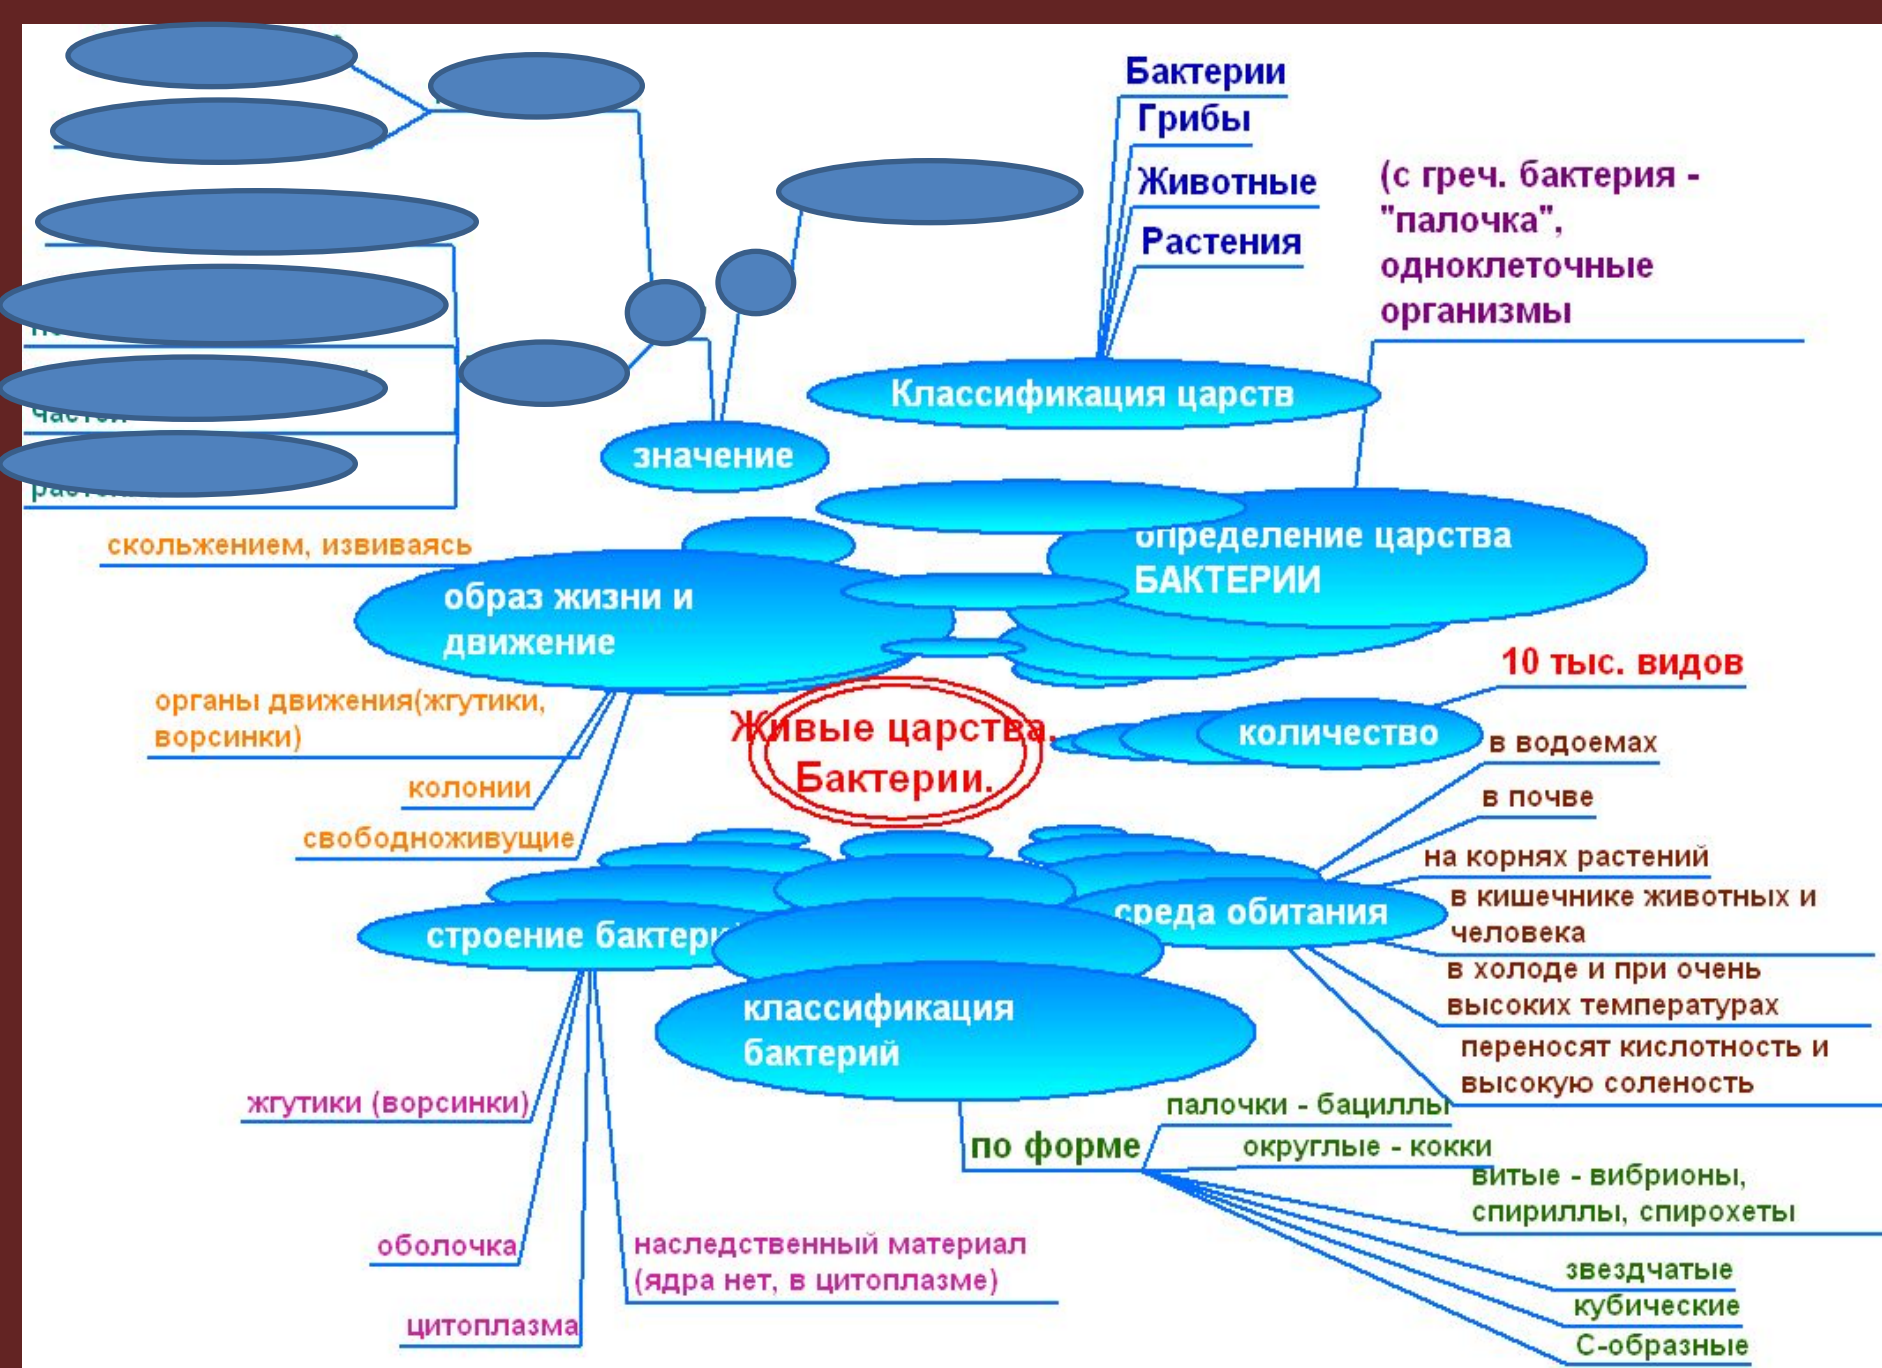 Бактерии
Грибы
Животные
Растения
(с греч. бактерия -
"палочка",
одноклеточные
организмы
Классификация царств
значение
определение царства
БАКТЕРИИ
скольжением, извиваясь
образ жизни и
движение
органы движения(жгутики,
ворсинки)
колонии
свободноживущие
10 тыс. видов
количество
Живые царства.
Бактерии.
в водоемах
в почве
на корнях растений
в кишечнике животных и
человека
в холоде и при очень
высоких температурах
переносят кислотность и
высокую соленость
среда обитания
строение бактери
классификация
бактерий
жгутики (ворсинки)
оболочка
цитоплазма
наследственный материал
(ядра нет, в цитоплазме)
по форме
палочки - бациллы
округлые - кокки
витые - вибрионы,
спириллы, спирохеты
звездчатые
кубические
С-образные